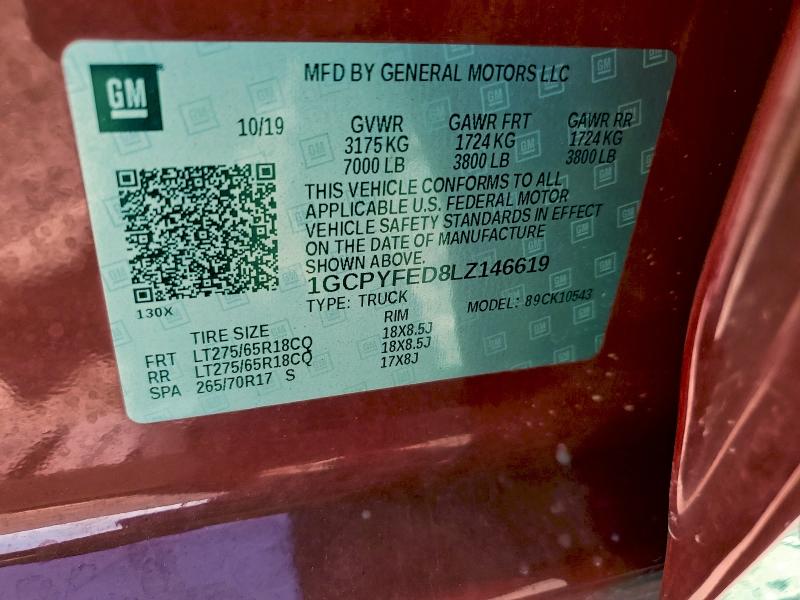 GM
MFD BY GENERAL MOTORS LLC
10/19 GVWR GAWR FRT GAWR RR
3175 KG 1724 KG 1724 KG
7000 LB 3800 LB 3800 LB
THIS VEHICLE CONFORMS TO ALL
APPLICABLE U.S. FEDERAL MOTOR
VEHICLE SAFETY STANDARDS IN EFFECT
ON THE DATE OF MANUFACTURE
SHOWN ABOVE.
1GCPYFED8LZ146619
130X TYPE: TRUCK MODEL: 89CK10543
TIRE SIZE RIM
FRT LT275/65R18CQ 18X8.5J
RR LT275/65R18CQ 18X8.5J
SPA 265/70R17 S 17X8J